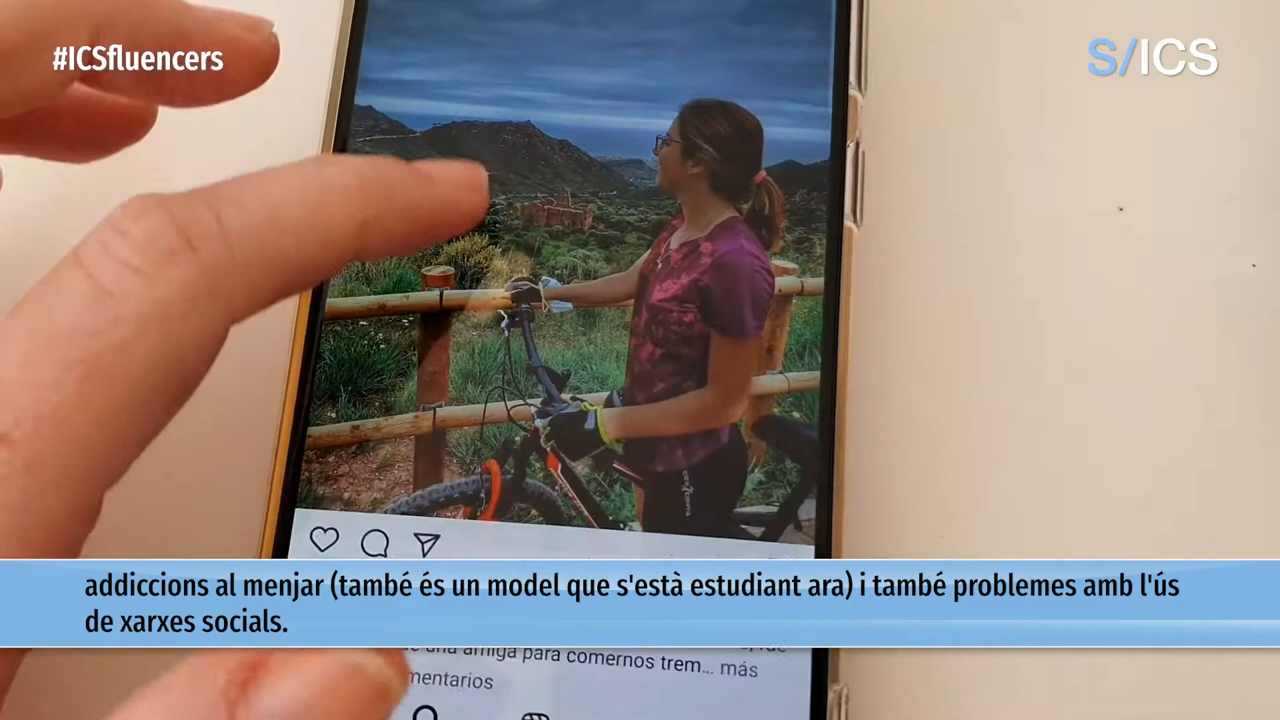 #ICSfluencers
S/ICS
addiccions al menjar (també és un model que s'està estudiant ara) i també problemes amb l'ús
de xarxes socials.
una amiga para comernos trem... más
mentarios